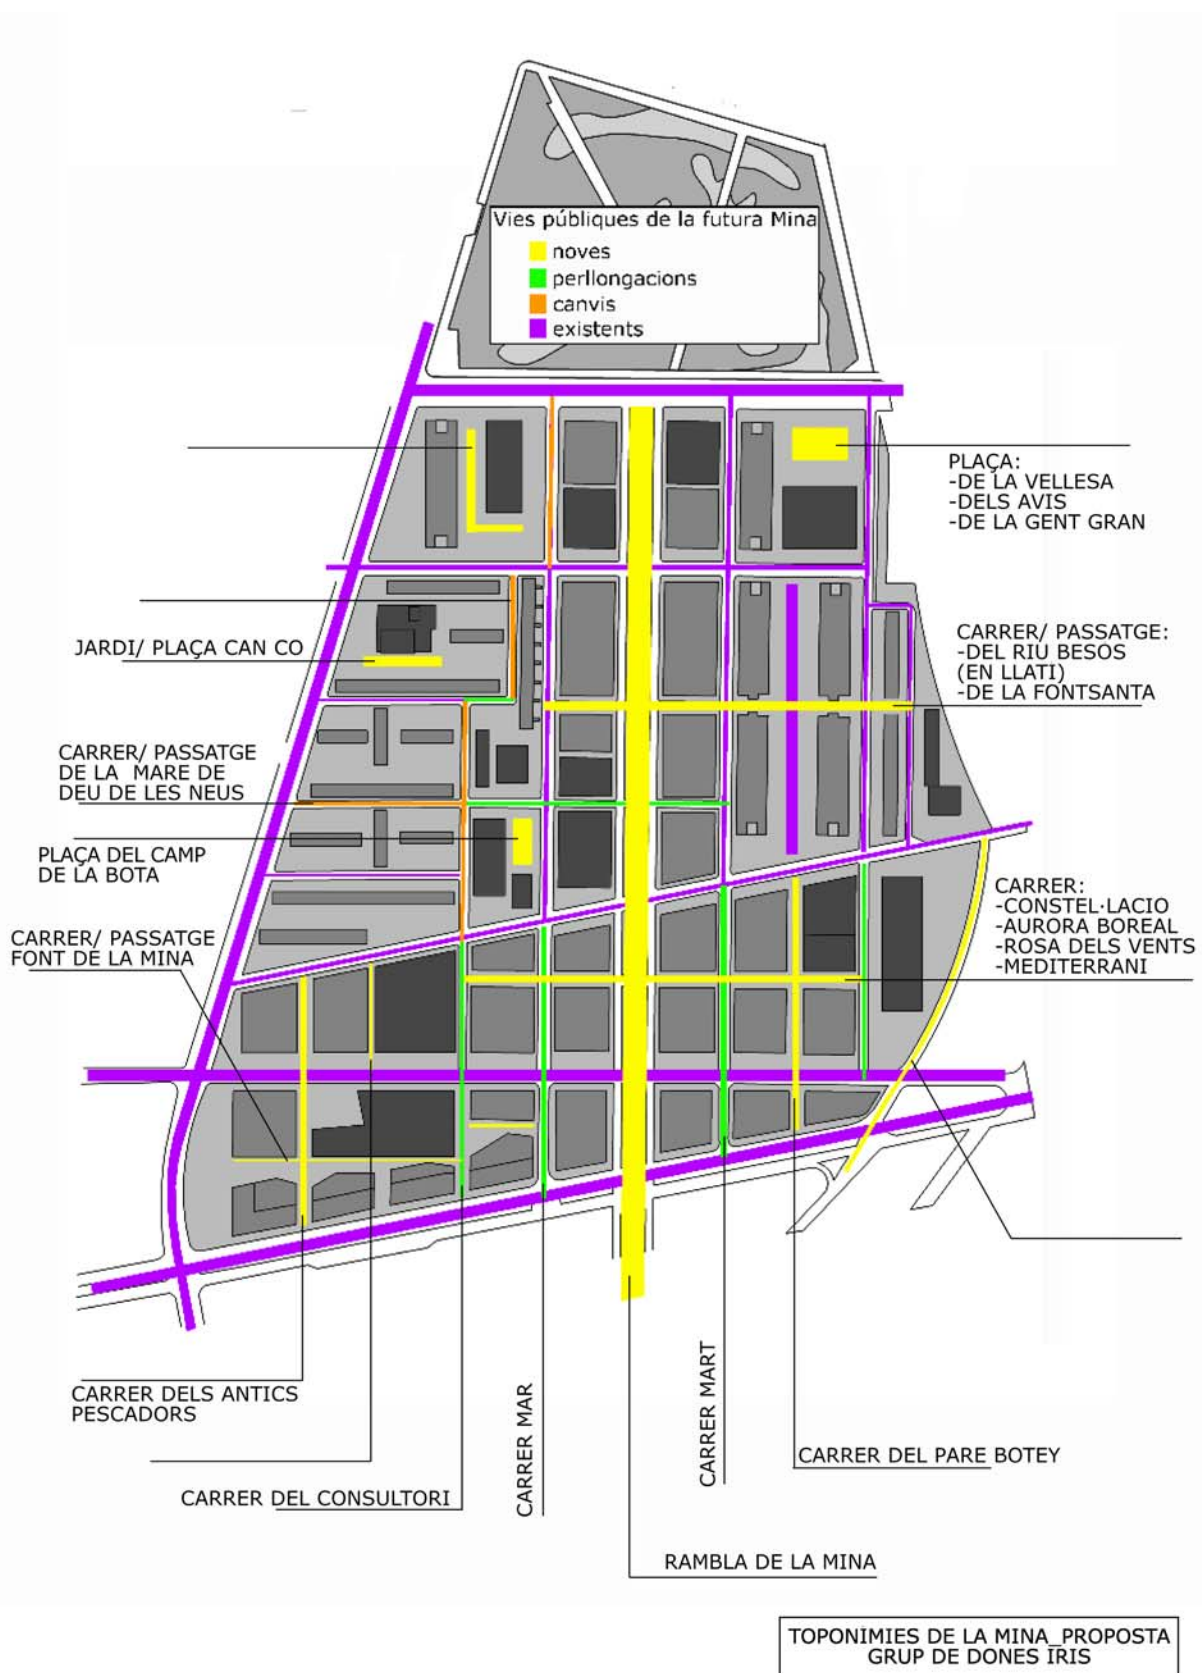 Vies públiques de la futura Mina
noves
perllongacions
canvis
existents
PLAÇA:
-DE LA VELLESA
-DELS AVIS
-DE LA GENT GRAN
JARDI/ PLAÇA CAN CO
CARRER/ PASSATGE:
-DEL RIU BESOS
(EN LLATI)
-DE LA FONTSANTA
CARRER/ PASSATGE
DE LA MARE DE
DEU DE LES NEUS
PLAÇA DEL CAMP
DE LA BOTA
CARRER:
-CONSTEL·LACIO
-AURORA BOREAL
-ROSA DELS VENTS
-MEDITERRANI
CARRER/ PASSATGE
FONT DE LA MINA
CARRER DELS ANTICS
PESCADORS
CARRER MAR
CARRER MART
CARRER DEL PARE BOTEY
CARRER DEL CONSULTORI
RAMBLA DE LA MINA
TOPONIMIES DE LA MINA_PROPOSTA
GRUP DE DONES IRIS